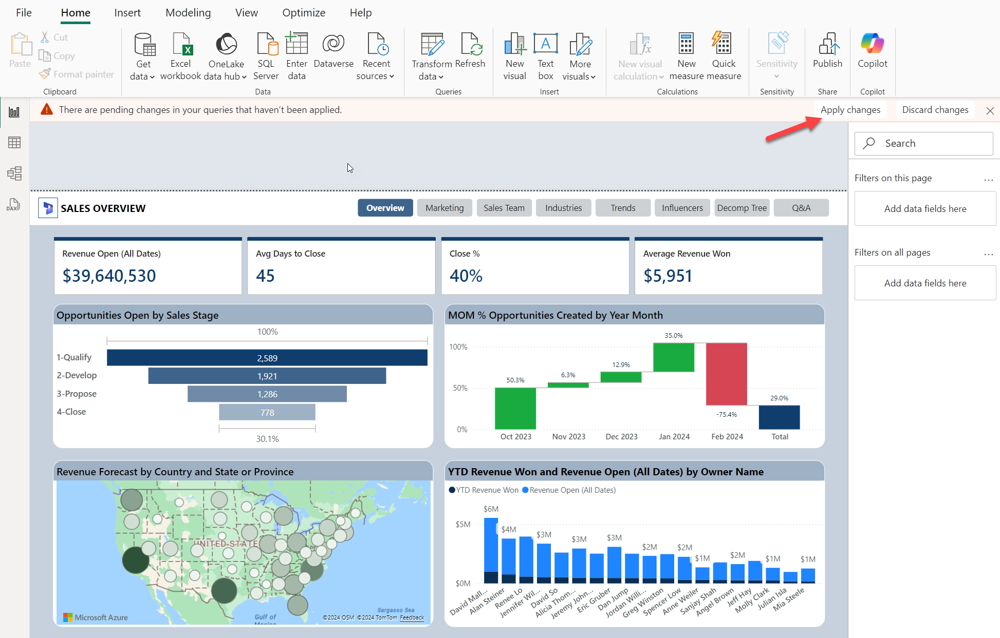 File Home Insert Modeling View Optimize Help
Paste
Cut
Copy
Format painter
Clipboard
Get data
Excel workbook
OneLake data hub
SQL Server
Enter data
Dataverse
Recent sources
Data
Transform data
Refresh
Queries
New visual
Text box
More visuals
Insert
New visual calculation
New measure
Quick measure
Calculations
Sensitivity
Sensitivity
Publish
Share
Copilot
Copilot
There are pending changes in your queries that haven't been applied.
Apply changes
Discard changes
DAX
Search
Filters on this page ...
Add data fields here
Filters on all pages ...
Add data fields here
SALES OVERVIEW
Overview Marketing Sales Team Industries Trends Influencers Decomp Tree Q&A
Revenue Open (All Dates)
$39,640,530
Avg Days to Close
45
Close %
40%
Average Revenue Won
$5,951
Opportunities Open by Sales Stage
100%
1-Qualify 2,589
2-Develop 1,921
3-Propose 1,286
4-Close 778
30.1%
MOM % Opportunities Created by Year Month
100%
50%
0%
50.3%
6.3%
12.9%
35.0%
-75.4%
29.0%
Oct 2023 Nov 2023 Dec 2023 Jan 2024 Feb 2024 Total
Revenue Forecast by Country and State or Province
UNITED STATE
Sargasso Sea
Gulf of
Mexico
Microsoft Azure
©2024 OSM ©2024 TomTom Feedback
YTD Revenue Won and Revenue Open (All Dates) by Owner Name
YTD Revenue Won Revenue Open (All Dates)
$5M
$0M
$6M $4M $3M $3M $3M $2M $2M $1M $2M $1M $1M
David Mall...
Alan Steiner
Renee Lo
Jennifer Wil...
David So
Alicia Thom...
Jeremy John...
Eric Gruber
Dan Jump
Jordan Willi...
Greg Winston
Spencer Low
Anne Weiler
Sanjay Shah
Angel Brown
Jeff Hay
Molly Clark
Julian Isla
Mia Steele